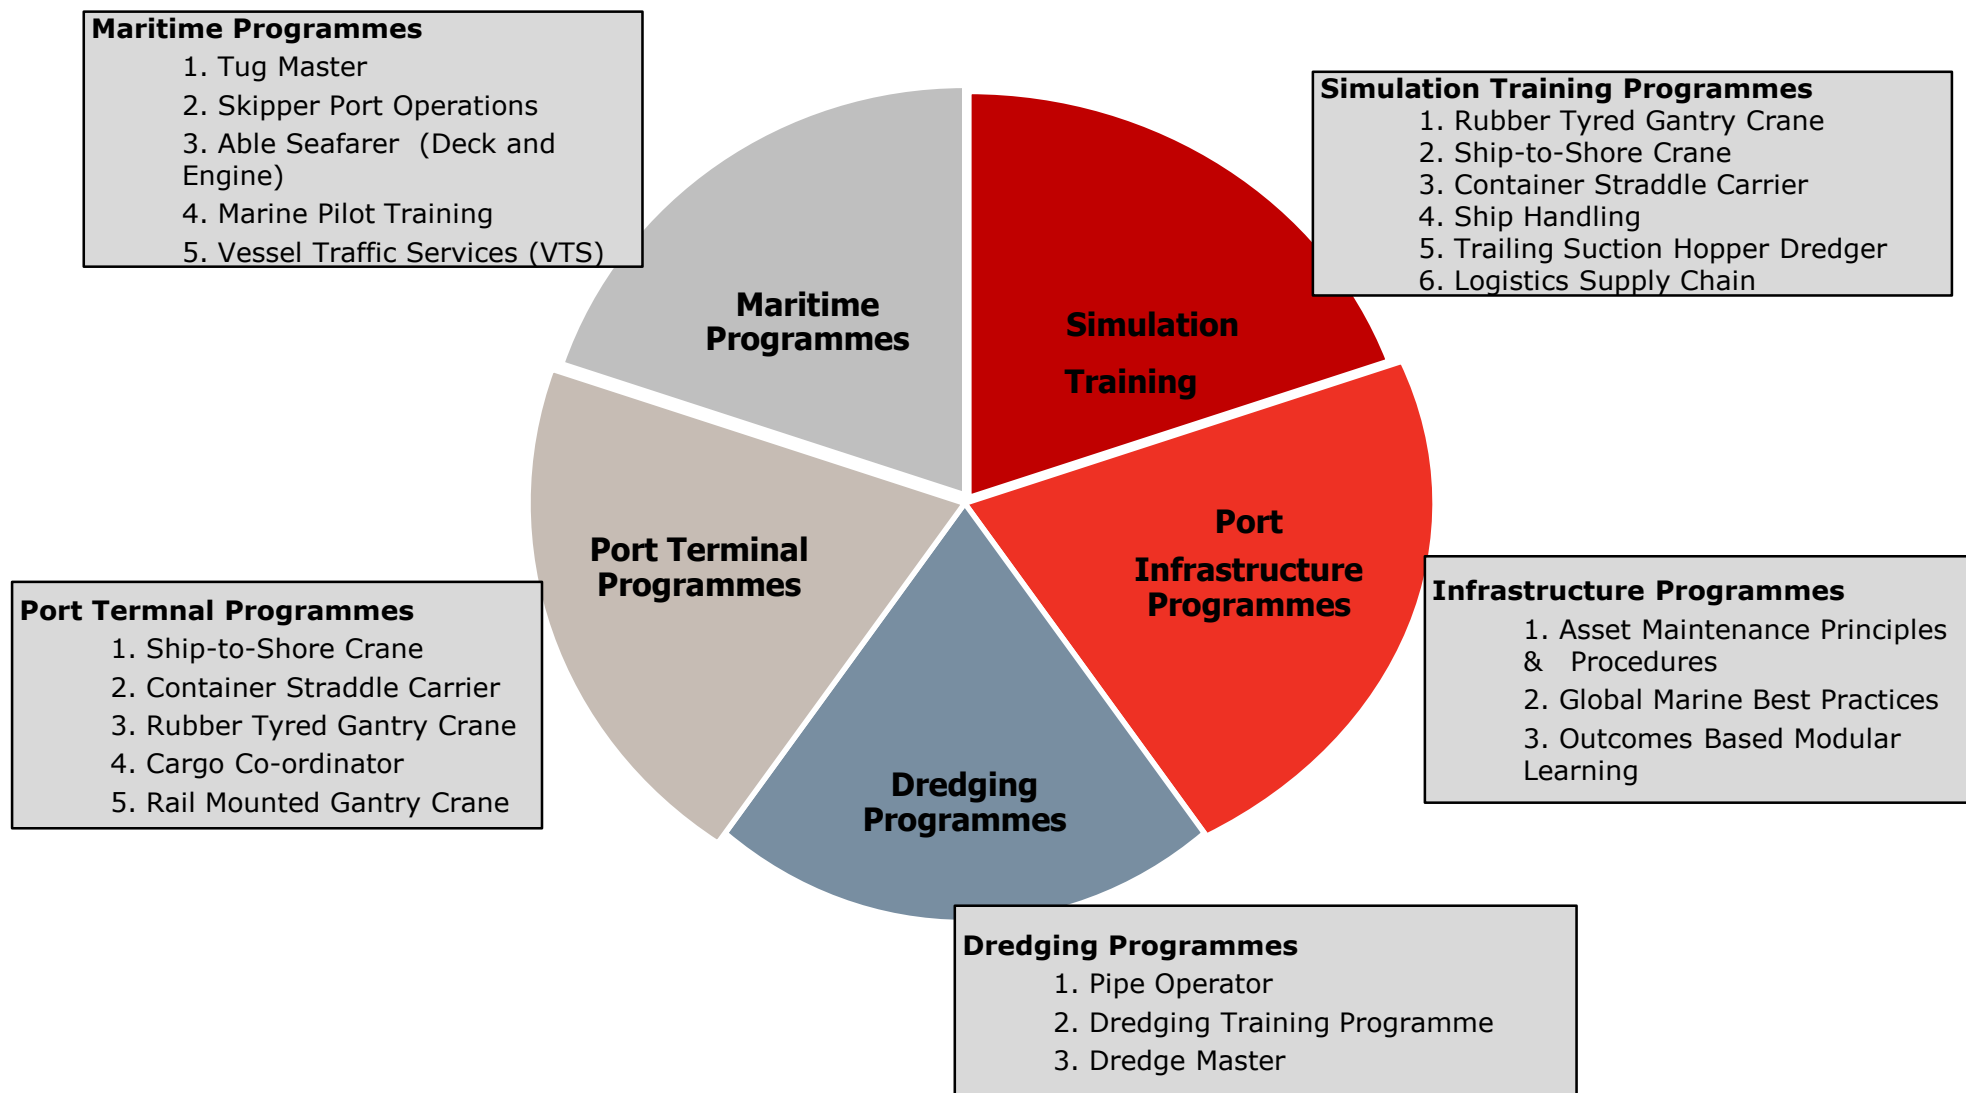 Maritime Programmes
1. Tug Master
2. Skipper Port Operations
3. Able Seafarer  (Deck and
Engine)
4. Marine Pilot Training
5. Vessel Traffic Services (VTS)
Simulation Training Programmes
1. Rubber Tyred Gantry Crane
2. Ship-to-Shore Crane
3. Container Straddle Carrier
4. Ship Handling
5. Trailing Suction Hopper Dredger
6. Logistics Supply Chain
Maritime
Programmes
Simulation
Training
Port Terminal
Programmes
Port
Infrastructure
Programmes
Dredging
Programmes
Port Termnal Programmes
1. Ship-to-Shore Crane
2. Container Straddle Carrier
3. Rubber Tyred Gantry Crane
4. Cargo Co-ordinator
5. Rail Mounted Gantry Crane
Infrastructure Programmes
1. Asset Maintenance Principles
&   Procedures
2. Global Marine Best Practices
3. Outcomes Based Modular
Learning
Dredging Programmes
1. Pipe Operator
2. Dredging Training Programme
3. Dredge Master